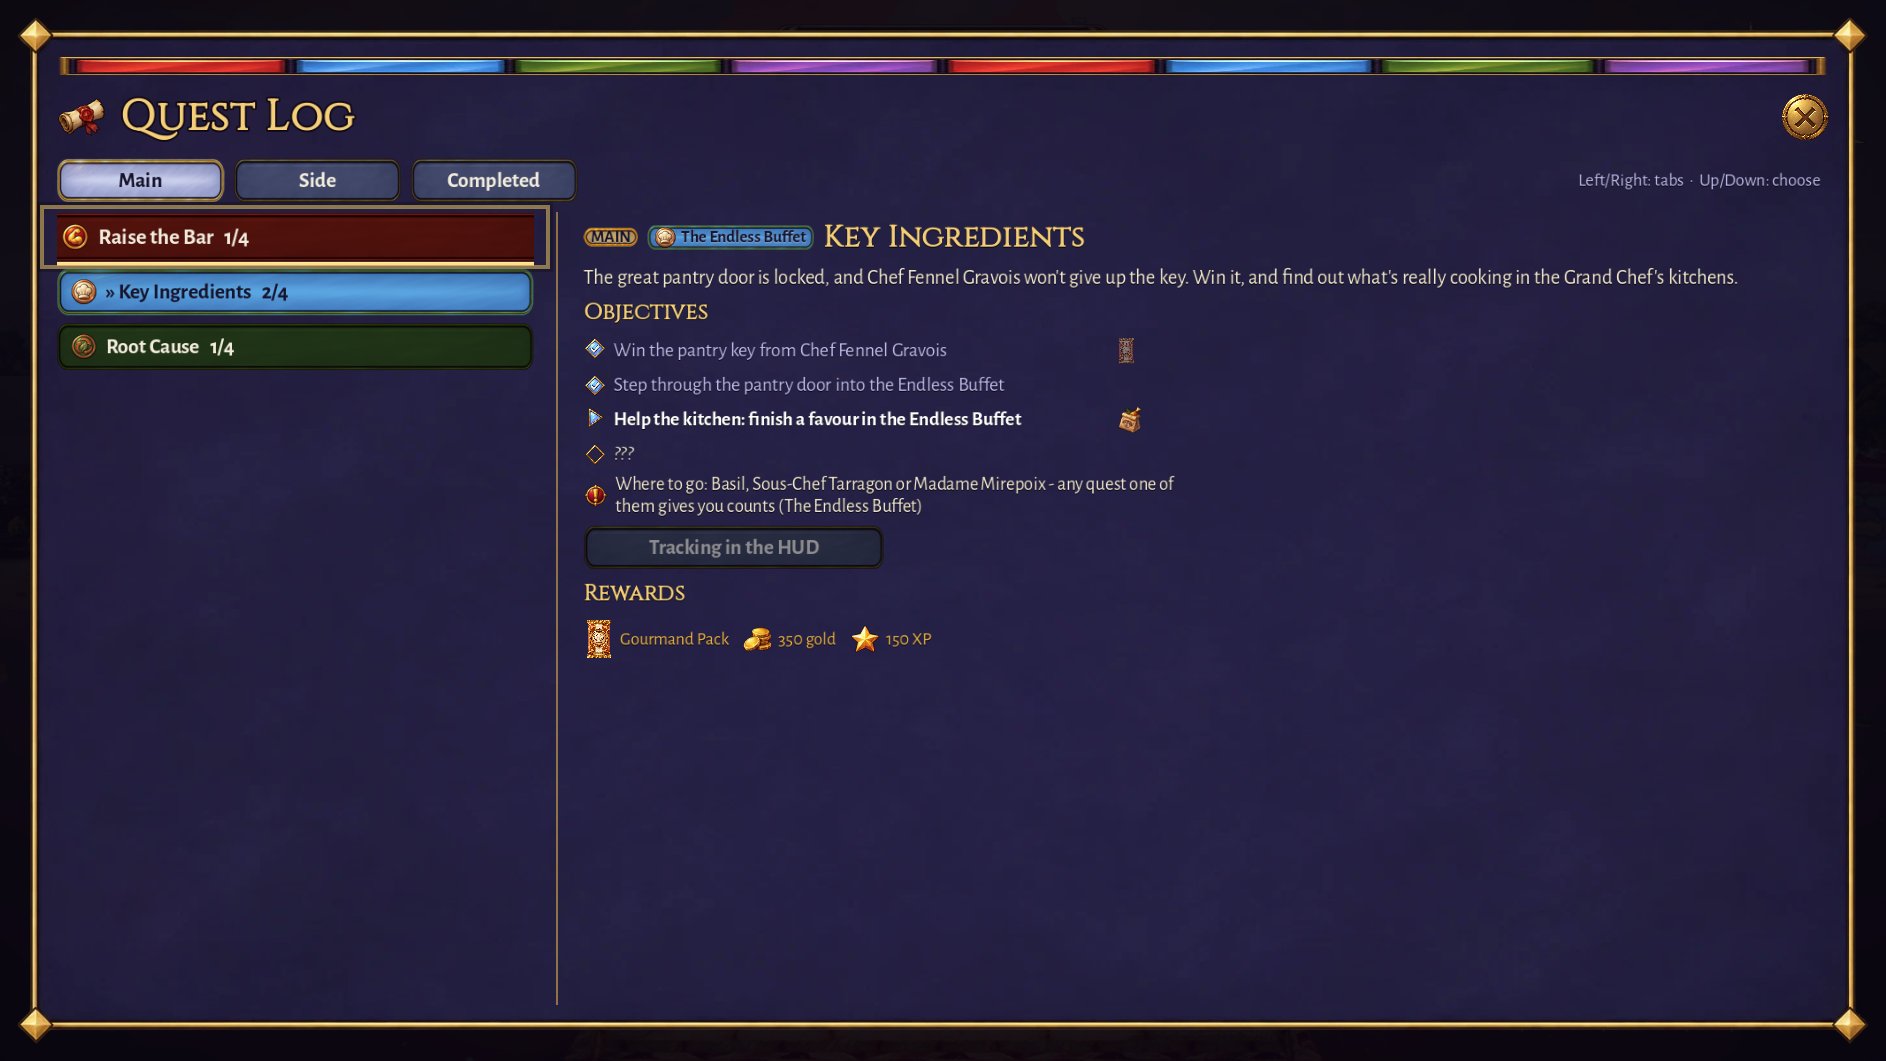 Quest Log
Main
Side
Completed
Left/Right: tabs · Up/Down: choose
Raise the Bar 1/4
» Key Ingredients 2/4
Root Cause 1/4
MAIN The Endless Buffet Key Ingredients
The great pantry door is locked, and Chef Fennel Gravois won't give up the key. Win it, and find out what's really cooking in the Grand Chef's kitchens.
Objectives
Win the pantry key from Chef Fennel Gravois
Step through the pantry door into the Endless Buffet
Help the kitchen: finish a favour in the Endless Buffet
???
Where to go: Basil, Sous-Chef Tarragon or Madame Mirepoix - any quest one of
them gives you counts (The Endless Buffet)
Tracking in the HUD
Rewards
Gourmand Pack 350 gold 150 XP